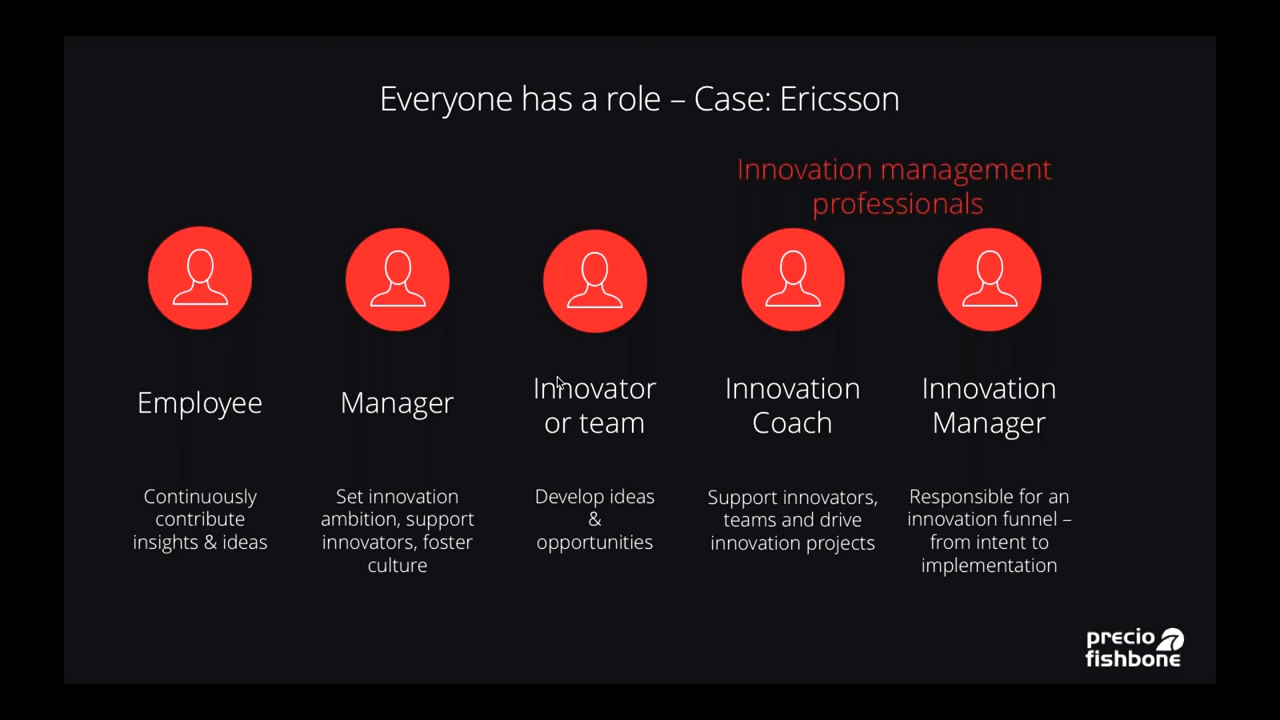 Everyone has a role – Case: Ericsson
Innovation management
professionals
Employee
Manager
Innovator
or team
Innovation
Coach
Innovation
Manager
Continuously
contribute
insights & ideas
Set innovation
ambition, support
innovators, foster
culture
Develop ideas
&
opportunities
Support innovators,
teams and drive
innovation projects
Responsible for an
innovation funnel –
from intent to
implementation
precio
fishbone